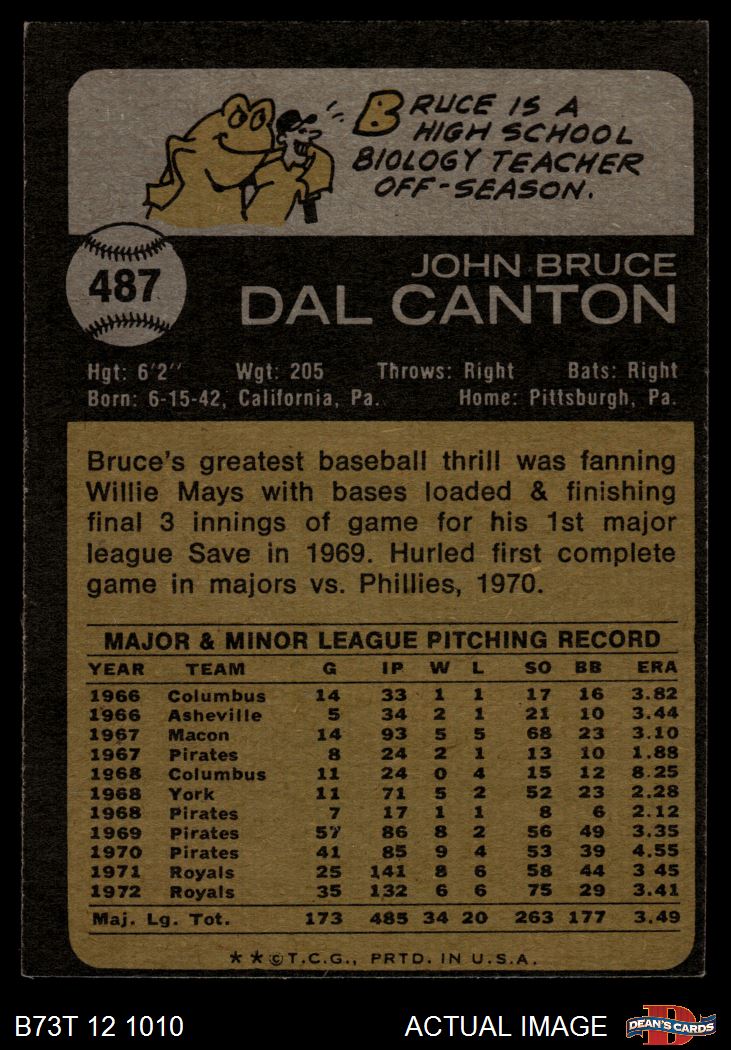 BRUCE IS A
HIGH SCHOOL
BIOLOGY TEACHER
OFF-SEASON.
487
JOHN BRUCE
DAL CANTON
Hgt: 6'2" Wgt: 205 Throws: Right Bats: Right
Born: 6-15-42, California, Pa. Home: Pittsburgh, Pa.
Bruce's greatest baseball thrill was fanning
Willie Mays with bases loaded & finishing
final 3 innings of game for his 1st major
league Save in 1969. Hurled first complete
game in majors vs. Phillies, 1970.
MAJOR & MINOR LEAGUE PITCHING RECORD
YEAR TEAM G IP W L SO BB ERA
1966 Columbus 14 33 1 1 17 16 3.82
1966 Asheville 5 34 2 1 21 10 3.44
1967 Macon 14 93 5 5 68 23 3.10
1967 Pirates 8 24 2 1 13 10 1.88
1968 Columbus 11 24 0 4 15 12 8.25
1968 York 11 71 5 2 52 23 2.28
1968 Pirates 7 17 1 1 8 6 2.12
1969 Pirates 57 86 8 2 56 49 3.35
1970 Pirates 41 85 9 4 53 39 4.55
1971 Royals 25 141 8 6 58 44 3 45
1972 Royals 35 132 6 6 75 29 3.41
Maj. Lg. Tot. 173 485 34 20 263 177 3.49
**©T.C.G., PRTD. IN U.S.A.
B73T 12 1010
ACTUAL IMAGE
D
DEAN'S CARDS